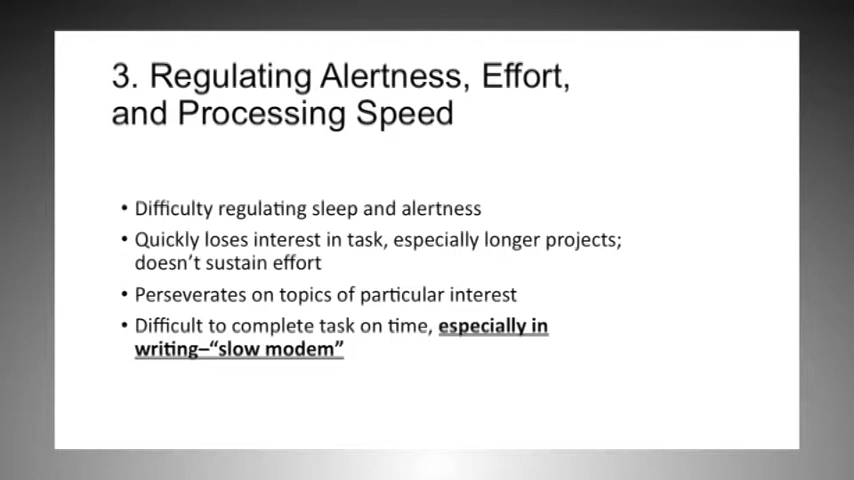 3. Regulating Alertness, Effort,
and Processing Speed
• Difficulty regulating sleep and alertness
• Quickly loses interest in task, especially longer projects;
doesn't sustain effort
• Perseverates on topics of particular interest
• Difficult to complete task on time, especially in
writing–“slow modem”